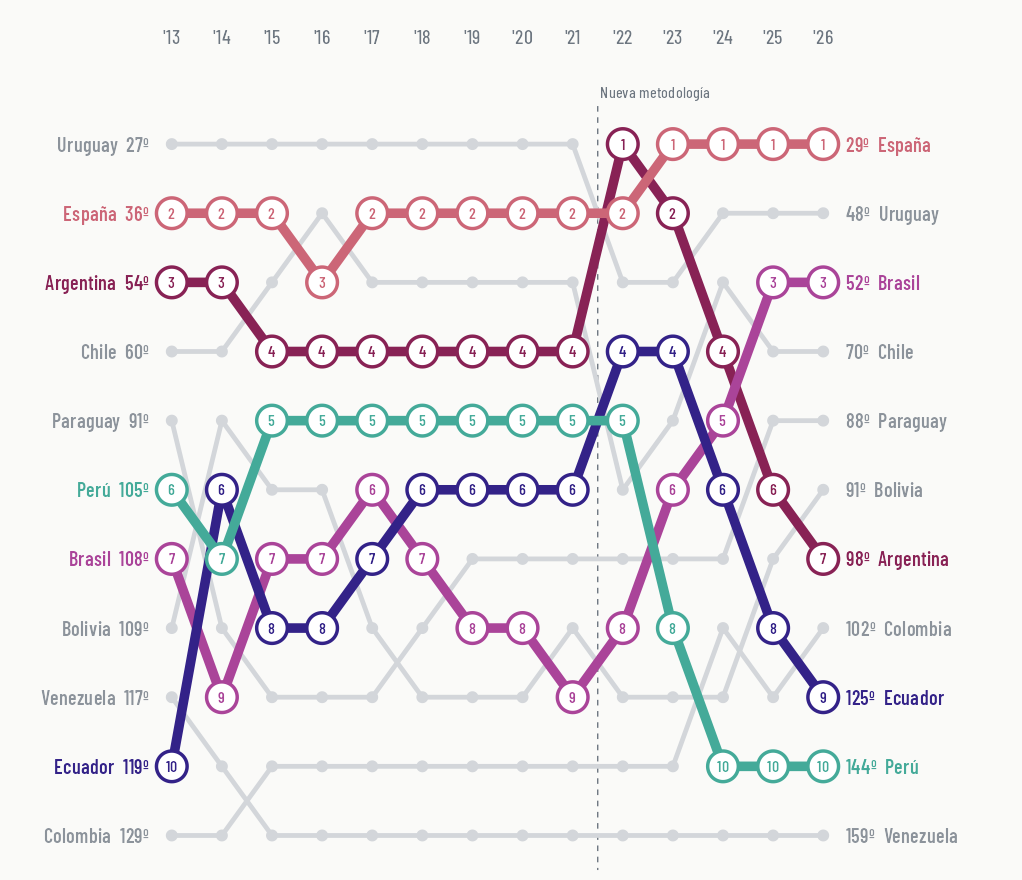 '13 '14 '15 '16 '17 '18 '19 '20 '21 '22 '23 '24 '25 '26
Nueva metodología
Uruguay 27º 1 1 1 1 1 29º España
España 36º 2 2 2 2 2 2 2 2 2 2 48º Uruguay
Argentina 54º 3 3 3 3 3 52º Brasil
Chile 60º 4 4 4 4 4 4 4 4 4 4 70º Chile
Paraguay 91º 5 5 5 5 5 5 5 5 5 88º Paraguay
Perú 105º 6 6 6 6 6 6 6 6 6 6 91º Bolivia
Brasil 108º 7 7 7 7 7 7 7 98º Argentina
Bolivia 109º 8 8 8 8 8 8 8 102º Colombia
Venezuela 117º 9 9 9 125º Ecuador
Ecuador 119º 10 10 10 10 144º Perú
Colombia 129º 159º Venezuela